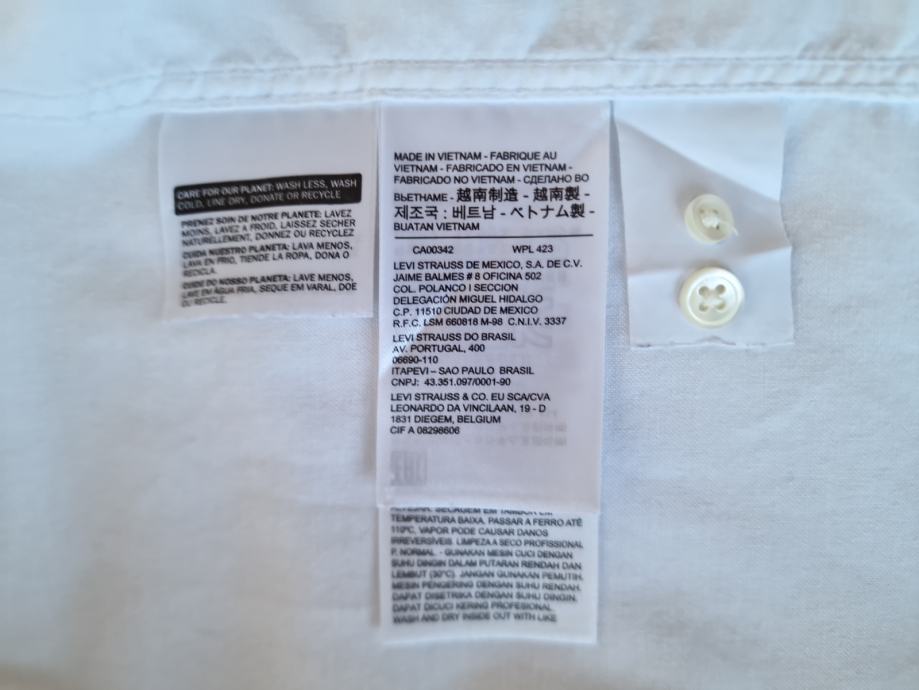 CARE FOR OUR PLANET: WASH LESS, WASH
COLD, LINE DRY, DONATE OR RECYCLE
PRENEZ SOIN DE NOTRE PLANETE: LAVEZ
MOINS, LAVEZ A FROID, LAISSEZ SECHER
NATURELLEMENT, DONNEZ OU RECYCLEZ
CUIDA NUESTRO PLANETA: LAVA MENOS,
LAVA EN FRIO, TIENDE LA ROPA, DONA O
RECICLA.
CUIDE DO NOSSO PLANETA: LAVE MENOS,
LAVE EM ÁGUA FRIA, SEQUE EM VARAL, DOE
OU RECICLE.
MADE IN VIETNAM - FABRIQUE AU
VIETNAM - FABRICADO EN VIETNAM -
FABRICADO NO VIETNAM - СДЕЛАНО ВО
ВЬЕТНАМЕ - 越南制造 - 越南製 -
제조국 : 베트남 - ベトナム製 -
BUATAN VIETNAM
CA00342 WPL 423
LEVI STRAUSS DE MEXICO, S.A. DE C.V.
JAIME BALMES # 8 OFICINA 502
COL. POLANCO I SECCION
DELEGACIÓN MIGUEL HIDALGO
C.P. 11510 CIUDAD DE MEXICO
R.F.C. LSM 660818 M-98 C.N.I.V. 3337
LEVI STRAUSS DO BRASIL
AV. PORTUGAL, 400
06690-110
ITAPEVI – SAO PAULO BRASIL
CNPJ: 43.351.097/0001-90
LEVI STRAUSS & CO. EU SCA/CVA
LEONARDO DA VINCILAAN, 19 - D
1831 DIEGEM, BELGIUM
CIF A 08298606
SECAGEM EM TAMBOR EM
TEMPERATURA BAIXA, PASSAR A FERRO ATÉ
110ºC, VAPOR PODE CAUSAR DANOS
IRREVERSÍVEIS. LIMPEZA A SECO PROFISSIONAL
P. NORMAL. - GUNAKAN MESIN CUCI DENGAN
SUHU DINGIN DALAM PUTARAN RENDAH DAN
LEMBUT (30°C). JANGAN GUNAKAN PEMUTIH.
MESIN PENGERING DENGAN SUHU RENDAH.
DAPAT DISETRIKA DENGAN SUHU DINGIN.
DAPAT DICUCI KERING PROFESIONAL.
WASH AND DRY INSIDE OUT WITH LIKE